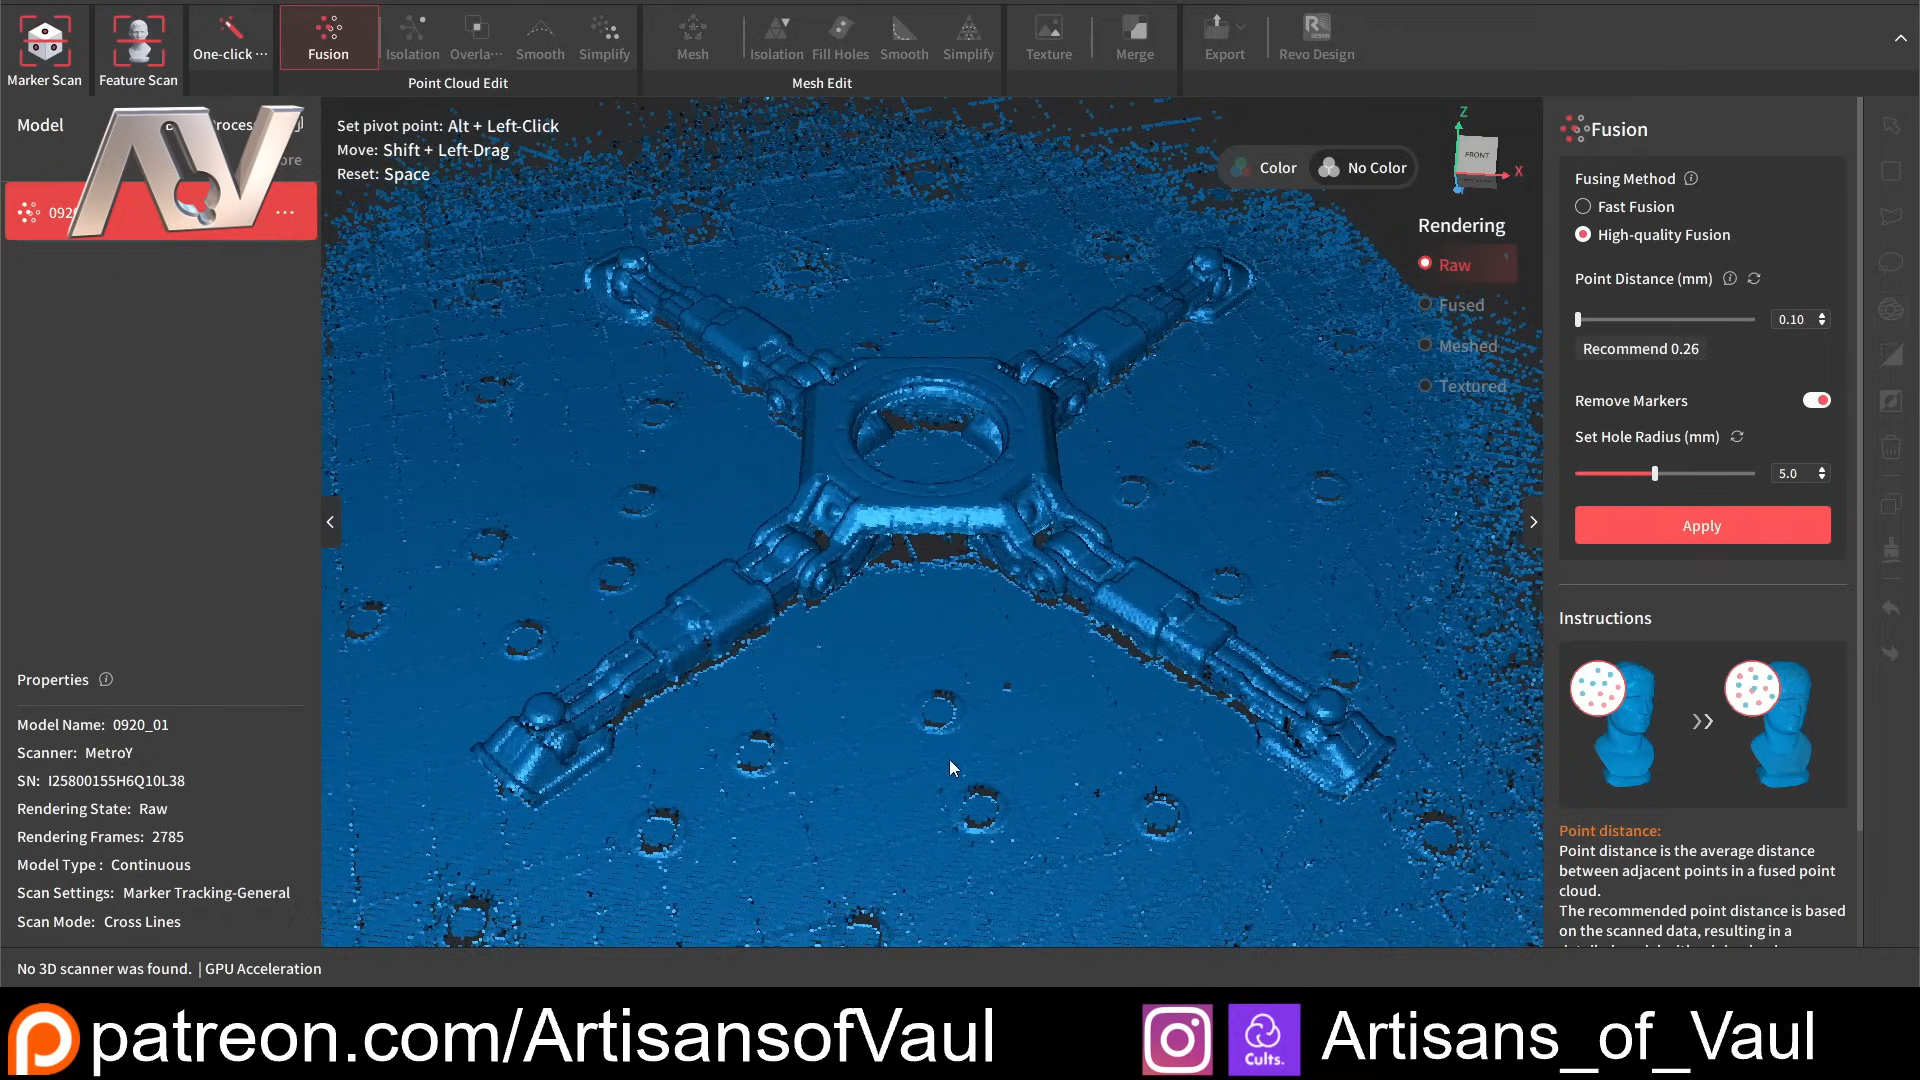 Marker Scan
Feature Scan
One-click ···
Fusion
Isolation
Overla···
Smooth
Simplify
Point Cloud Edit
Mesh
Isolation
Fill Holes
Smooth
Simplify
Mesh Edit
Texture
Merge
Export
Revo Design
Model
AV
Set pivot point: Alt + Left-Click
Move: Shift + Left-Drag
Reset: Space
Color
No Color
Z
FRONT
X
Rendering
Raw
Fused
Meshed
Textured
Fusion
Fusing Method
Fast Fusion
High-quality Fusion
Point Distance (mm)
0.10
Recommend 0.26
Remove Markers
Set Hole Radius (mm)
5.0
Apply
Instructions
Point distance:
Point distance is the average distance
between adjacent points in a fused point
cloud.
The recommended point distance is based
on the scanned data, resulting in a
Properties
Model Name: 0920_01
Scanner: MetroY
SN: I25800155H6Q10L38
Rendering State: Raw
Rendering Frames: 2785
Model Type : Continuous
Scan Settings: Marker Tracking-General
Scan Mode: Cross Lines
No 3D scanner was found. | GPU Acceleration
patreon.com/ArtisansofVaul
Cults.
Artisans_of_Vaul